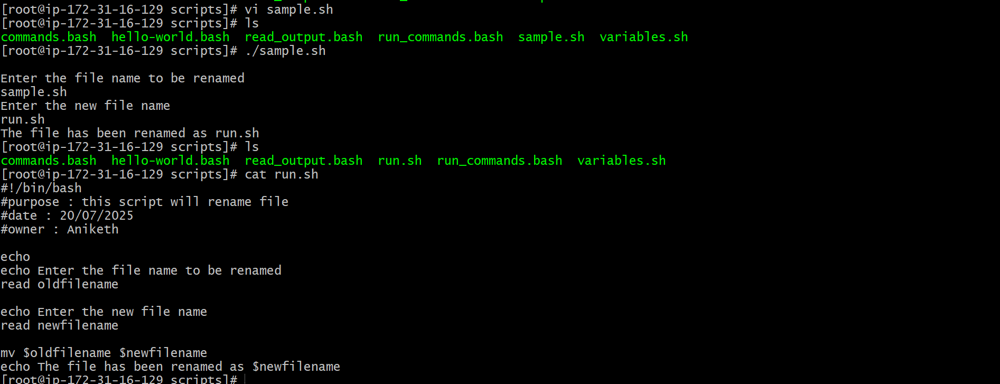 [root@ip-172-31-16-129 scripts]# vi sample.sh
[root@ip-172-31-16-129 scripts]# ls
commands.bash  hello-world.bash  read_output.bash  run_commands.bash  sample.sh  variables.sh
[root@ip-172-31-16-129 scripts]# ./sample.sh

Enter the file name to be renamed
sample.sh
Enter the new file name
run.sh
The file has been renamed as run.sh
[root@ip-172-31-16-129 scripts]# ls
commands.bash  hello-world.bash  read_output.bash  run.sh  run_commands.bash  variables.sh
[root@ip-172-31-16-129 scripts]# cat run.sh
#!/bin/bash
#purpose : this script will rename file
#date : 20/07/2025
#owner : Aniketh

echo
echo Enter the file name to be renamed
read oldfilename

echo Enter the new file name
read newfilename

mv $oldfilename $newfilename
echo The file has been renamed as $newfilename
[root@ip-172-31-16-129 scripts]#